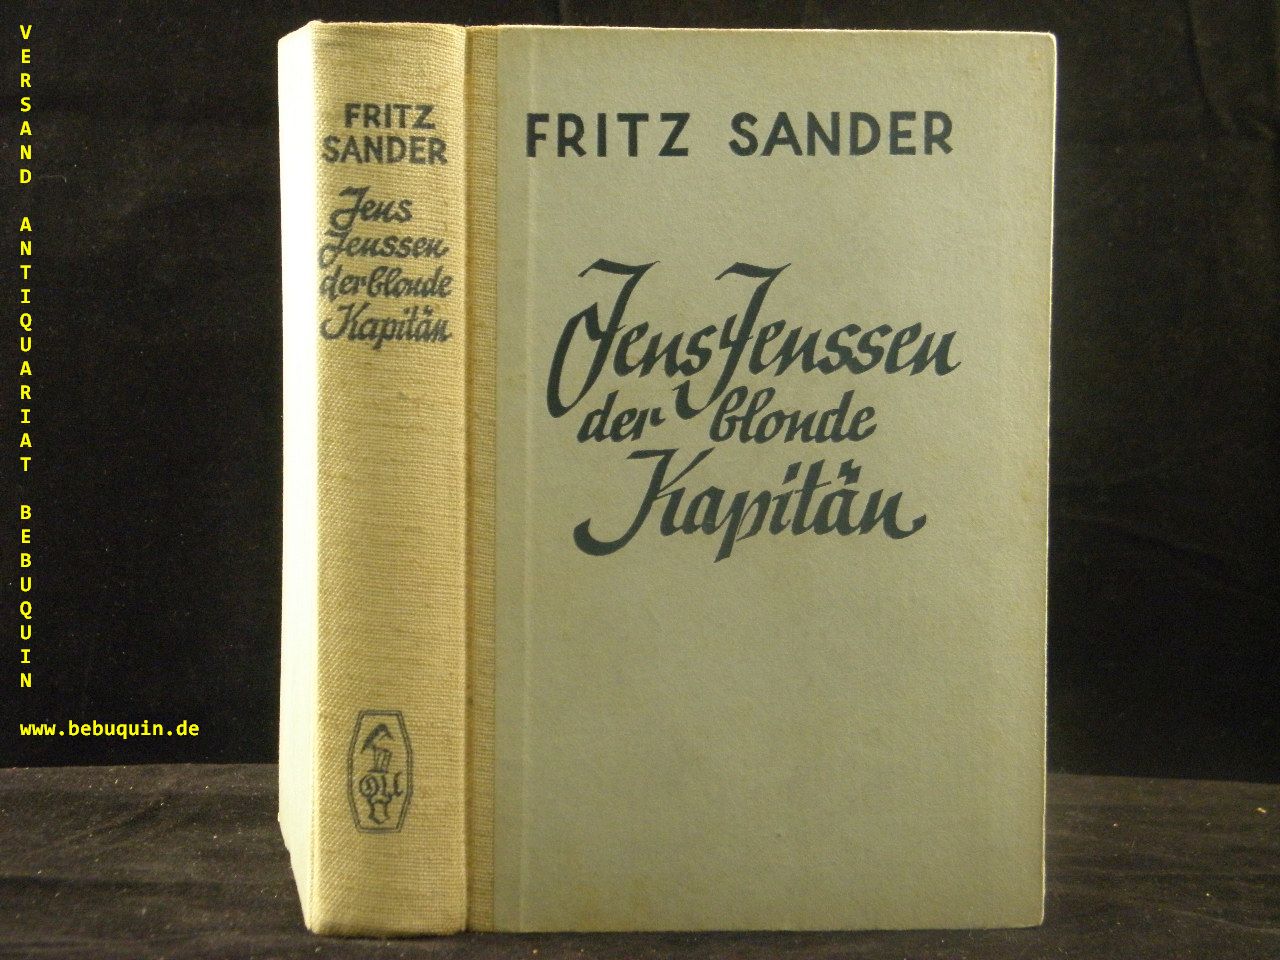 VERSAND ANTIQUARIAT BEBUQUIN
www.bebuquin.de
FRITZ
SANDER
Jens
Jenssen
der blonde
Kapitän
FRITZ SANDER
Jens Jenssen
der blonde
Kapitän